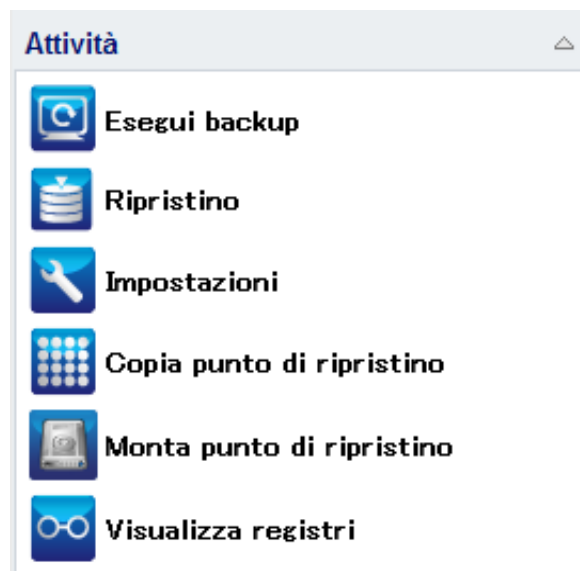 Attività
Esegui backup
Ripristino
Impostazioni
Copia punto di ripristino
Monta punto di ripristino
Visualizza registri